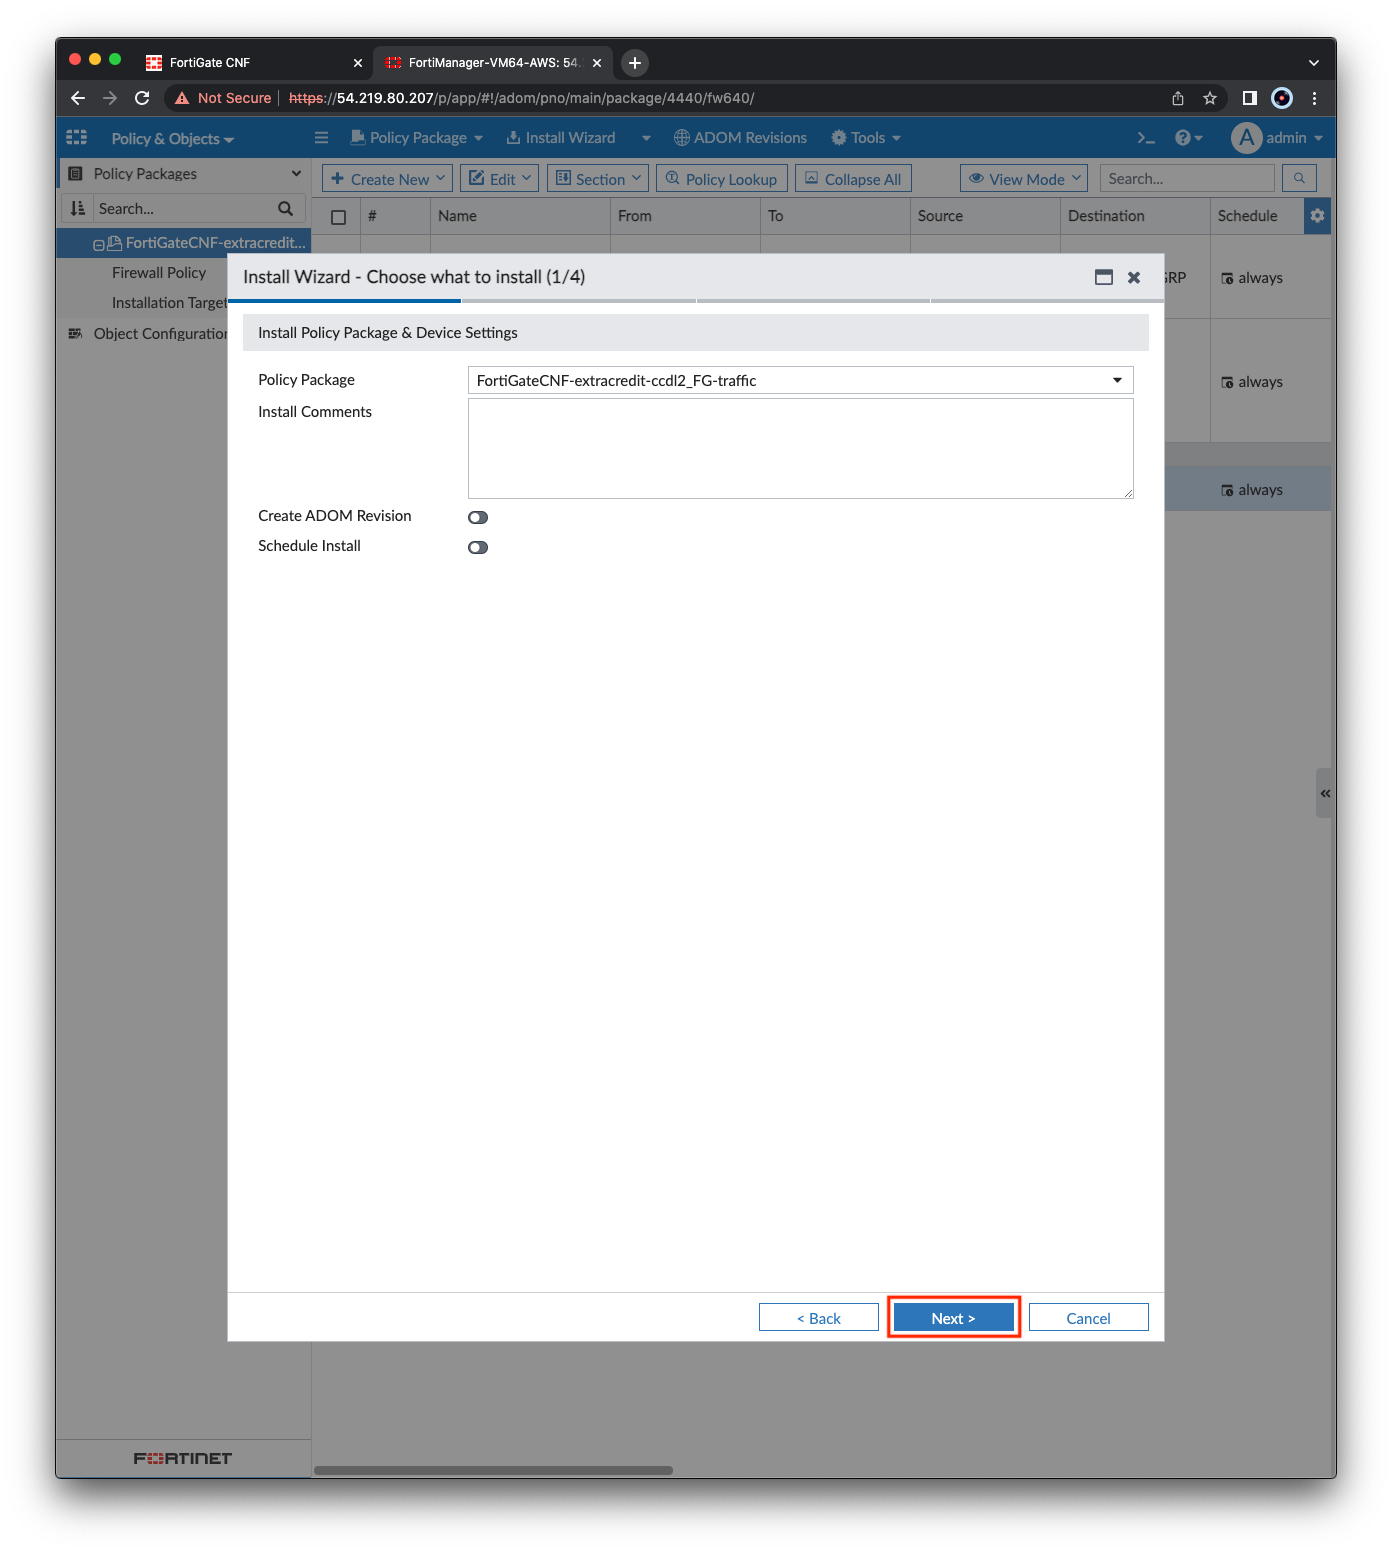 FortiGate CNF
FortiManager-VM64-AWS: 54.
Not Secure
https://54.219.80.207/p/app/#!/adom/pno/main/package/4440/fw640/
Policy & Objects
Policy Package
Install Wizard
ADOM Revisions
Tools
A
admin
Policy Packages
Create New
Edit
Section
Policy Lookup
Collapse All
View Mode
Search...
Search...
#
Name
From
To
Source
Destination
Schedule
FortiGateCNF-extracredit...
Firewall Policy
Installation Target
Object Configuration
RP
always
always
always
Install Wizard - Choose what to install (1/4)
Install Policy Package & Device Settings
Policy Package
FortiGateCNF-extracredit-ccdl2_FG-traffic
Install Comments
Create ADOM Revision
Schedule Install
< Back
Next >
Cancel
FORTINET